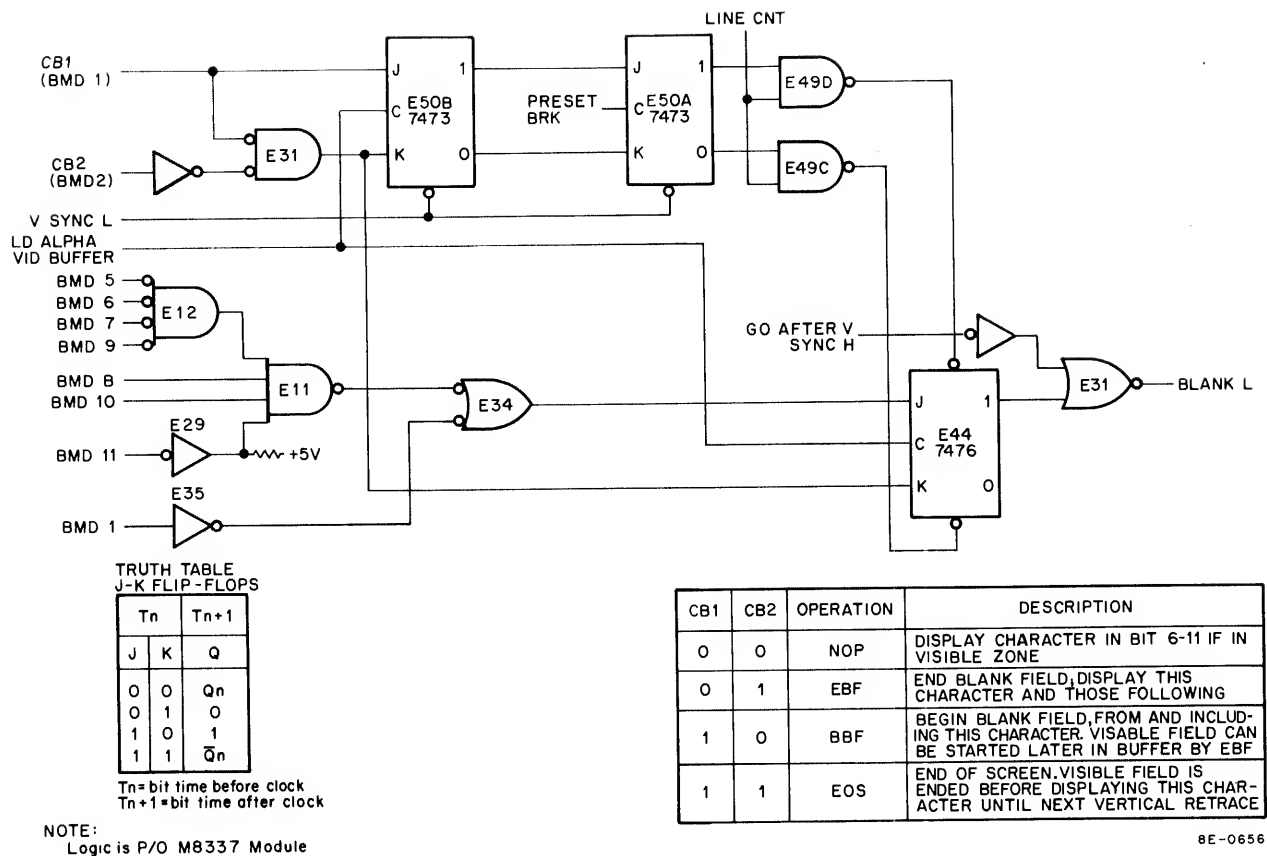 LINE CNT
CB1
(BMD 1)
J
1
J
1
E49D
C
E50B
7473
PRESET
BRK
C
E50A
7473
E31
CB2
(BMD2)
K
0
K
0
E49C
V SYNC L
LD ALPHA
VID BUFFER
BMD 5
BMD 6
BMD 7
BMD 9
E12
GO AFTER V
SYNC H
BMD 8
BMD 10
E11
E34
J
1
E31
BLANK L
E29
BMD 11
+5V
C
E44
7476
E35
K
0
BMD 1
TRUTH TABLE
J-K FLIP-FLOPS
Tn Tn+1
J K Q
0 0 Qn
0 1 0
1 0 1
1 1 Q̅n
Tn= bit time before clock
Tn+1 = bit time after clock
NOTE:
Logic is P/O M8337 Module
CB1 CB2 OPERATION DESCRIPTION
0 0 NOP DISPLAY CHARACTER IN BIT 6-11 IF IN
VISIBLE ZONE
0 1 EBF END BLANK FIELD, DISPLAY THIS
CHARACTER AND THOSE FOLLOWING
1 0 BBF BEGIN BLANK FIELD, FROM AND INCLUD-
ING THIS CHARACTER. VISABLE FIELD CAN
BE STARTED LATER IN BUFFER BY EBF
1 1 EOS END OF SCREEN. VISIBLE FIELD IS
ENDED BEFORE DISPLAYING THIS CHAR-
ACTER UNTIL NEXT VERTICAL RETRACE
8E-0656